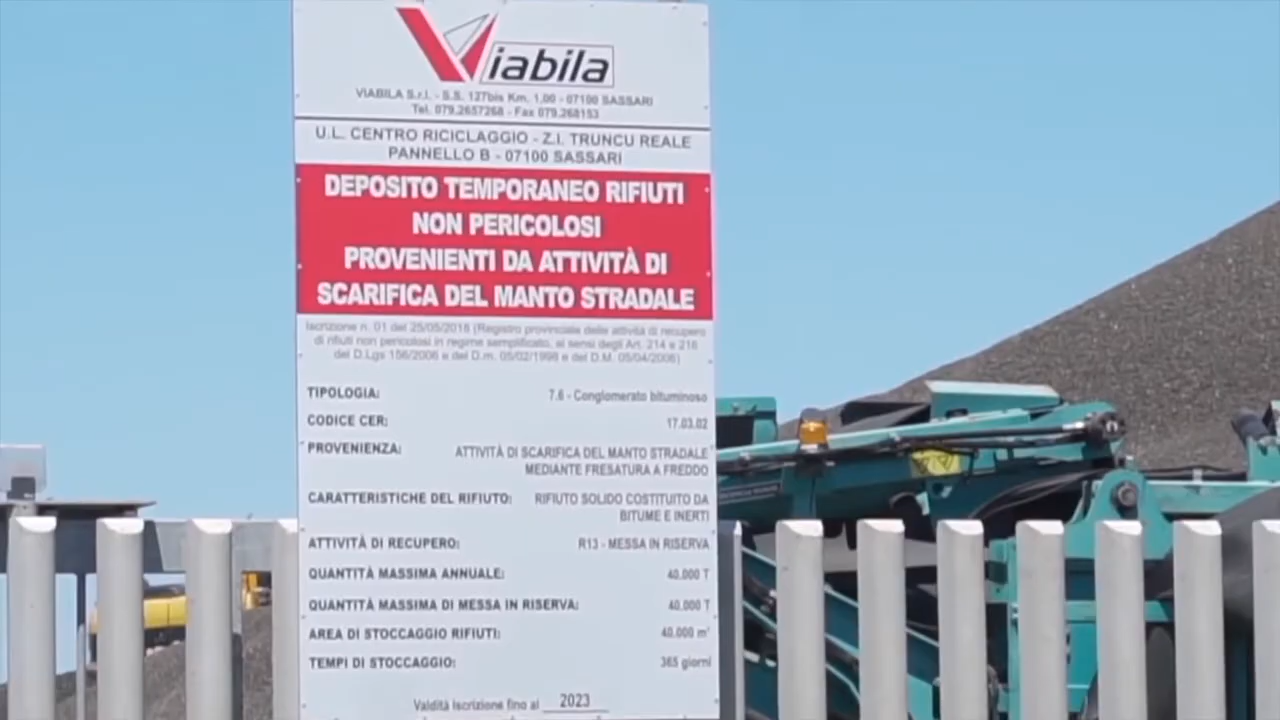 Viabila
VIABILA S.r.l. - S.S. 127bis Km. 1,00 - 07100 SASSARI
Tel. 079.2657268 - Fax 079.268153
U.L. CENTRO RICICLAGGIO - Z.I. TRUNCU REALE
PANNELLO B - 07100 SASSARI
DEPOSITO TEMPORANEO RIFIUTI
NON PERICOLOSI
PROVENIENTI DA ATTIVITÀ DI
SCARIFICA DEL MANTO STRADALE
Iscrizione n. 01 del 25/05/2018 (Registro provinciale delle attività di recupero
di rifiuti non pericolosi in regime semplificato, ai sensi degli Art. 214 e 216
del D.Lgs 156/2006 e del D.m. 05/02/1998 e del D.M. 05/04/2006)
TIPOLOGIA: 7.6 - Conglomerato bituminoso
CODICE CER: 17.03.02
PROVENIENZA: ATTIVITÀ DI SCARIFICA DEL MANTO STRADALE
MEDIANTE FRESATURA A FREDDO
CARATTERISTICHE DEL RIFIUTO: RIFIUTO SOLIDO COSTITUITO DA
BITUME E INERTI
ATTIVITÀ DI RECUPERO: R13 - MESSA IN RISERVA
QUANTITÀ MASSIMA ANNUALE: 40.000 T
QUANTITÀ MASSIMA DI MESSA IN RISERVA: 40.000 T
AREA DI STOCCAGGIO RIFIUTI: 40.000 m²
TEMPI DI STOCCAGGIO: 365 giorni
Validità Iscrizione fino al 2023